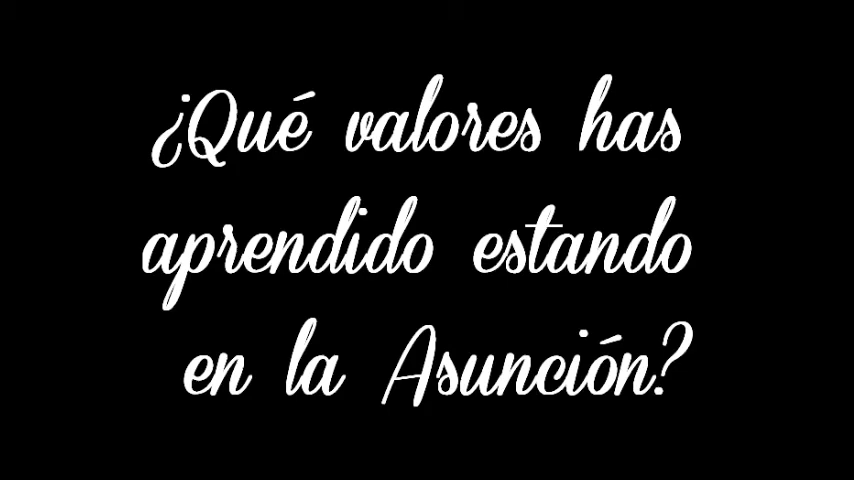 ¿Qué valores has
aprendido estando
en la Asunción?